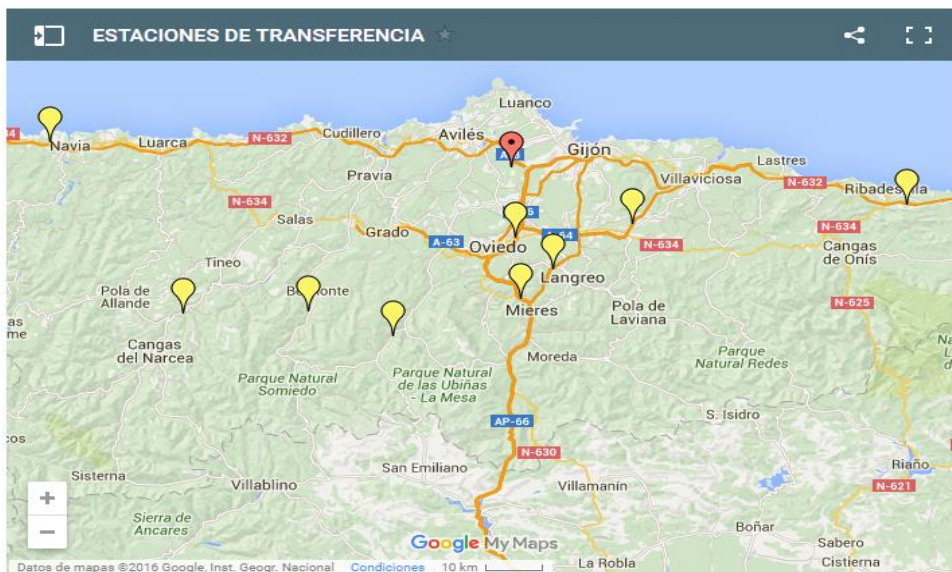 ESTACIONES DE TRANSFERENCIA
Luanco
Navia
Luarca
N-632
Cudillero
Avilés
Gijón
Lastres
Pravia
Villaviciosa
N-632
N-634
Salas
Grado
A-63
Oviedo
N-634
N-634
Cangas
de Onís
Tineo
Langreo
Pola de
Allande
Mieres
Pola de
Laviana
N-625
Cangas
del Narcea
Moreda
Parque
Natural Redes
Parque Natural
Somiedo
Parque Natural
de las Ubiñas
- La Mesa
AP-66
S. Isidro
N-630
Sisterna
San Emiliano
Riaño
Villablino
Villamanín
N-621
Sierra de
Ancares
Boñar
Google My Maps
Sabero
La Robla
Cistierna
Datos de mapas ©2016 Google, Inst. Geogr. Nacional
Condiciones
10 km